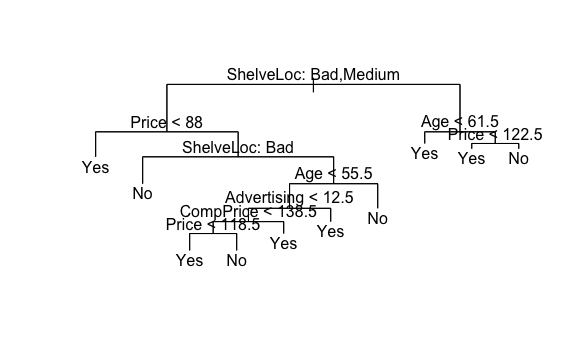 ShelveLoc: Bad,Medium
Price < 88
Age < 61.5
Price < 122.5
ShelveLoc: Bad
Yes
Yes
Yes
No
Age < 55.5
No
Advertising < 12.5
CompPrice < 138.5
Price < 118.5
No
Yes
Yes
Yes
No